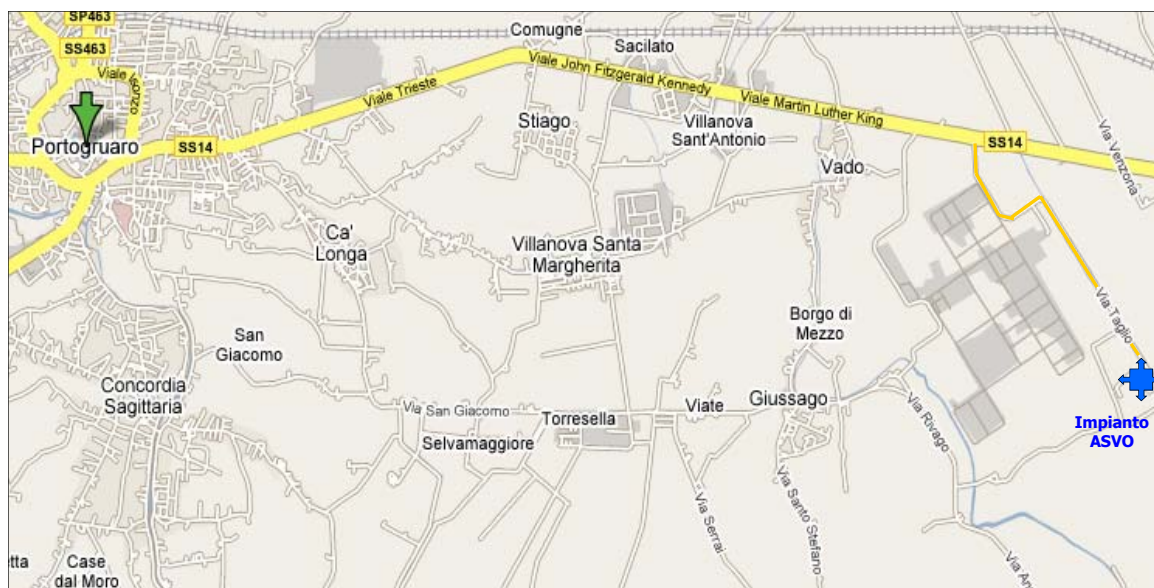 SP463
SS463
Viale Isonzo
Portogruaro
SS14
Viale Trieste
Comugne
Sacilato
Viale John Fitzgerald Kennedy
Viale Martin Luther King
Stiago
Villanova
Sant'Antonio
SS14
Via Venzona
Vado
Ca'
Longa
Villanova Santa
Margherita
Via Taglio
Borgo di
Mezzo
San
Giacomo
Concordia
Sagittaria
Via San Giacomo
Torresella
Viate
Giussago
Selvamaggiore
Via Rivago
Impianto
ASVO
Via Serrai
Via Santo Stefano
etta
Case
dal Moro
Via An